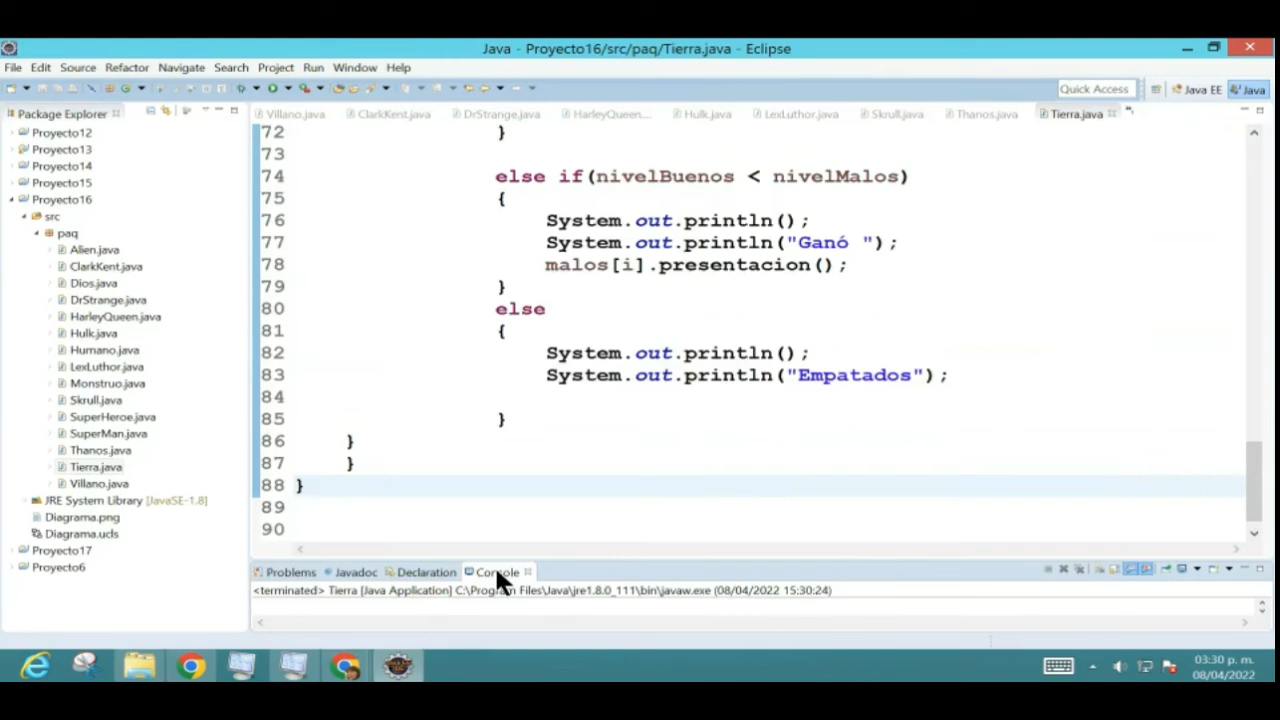 Java - Proyecto16/src/paq/Tierra.java - Eclipse
File Edit Source Refactor Navigate Search Project Run Window Help
Quick Access
Java EE
Java
Package Explorer
Villano.java
ClarkKent.java
DrStrange.java
HarleyQueen....
Hulk.java
LexLuthor.java
Skrull.java
Thanos.java
Tierra.java
Proyecto12
Proyecto13
Proyecto14
Proyecto15
Proyecto16
src
paq
Alien.java
ClarkKent.java
Dios.java
DrStrange.java
HarleyQueen.java
Hulk.java
Humano.java
LexLuthor.java
Monstruo.java
Skrull.java
SuperHeroe.java
SuperMan.java
Thanos.java
Tierra.java
Villano.java
JRE System Library [JavaSE-1.8]
Diagrama.png
Diagrama.ucls
Proyecto17
Proyecto6
72 }
73
74 else if(nivelBuenos < nivelMalos)
75 {
76 System.out.println();
77 System.out.println("Ganó ");
78 malos[i].presentacion();
79 }
80 else
81 {
82 System.out.println();
83 System.out.println("Empatados");
84
85 }
86 }
87 }
88 }
89
90
Problems Javadoc Declaration Console
<terminated> Tierra [Java Application] C:\Program Files\Java\jre1.8.0_111\bin\javaw.exe (08/04/2022 15:30:24)
03:30 p. m.
08/04/2022